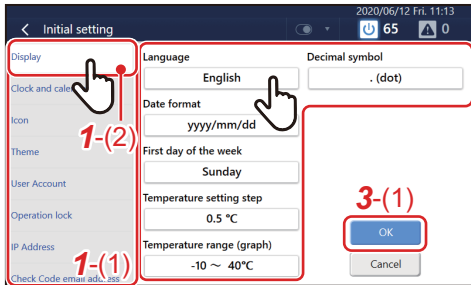 2020/06/12 Fri. 11:13
Initial setting
65
0
Display
Clock and cale
Icon
Theme
User Account
Operation lock
IP Address
Check Code email address
1-(2)
1-(1)
Language
English
Date format
yyyy/mm/dd
First day of the week
Sunday
Temperature setting step
0.5 °C
Temperature range (graph)
-10 ～ 40°C
Decimal symbol
. (dot)
3-(1)
OK
Cancel